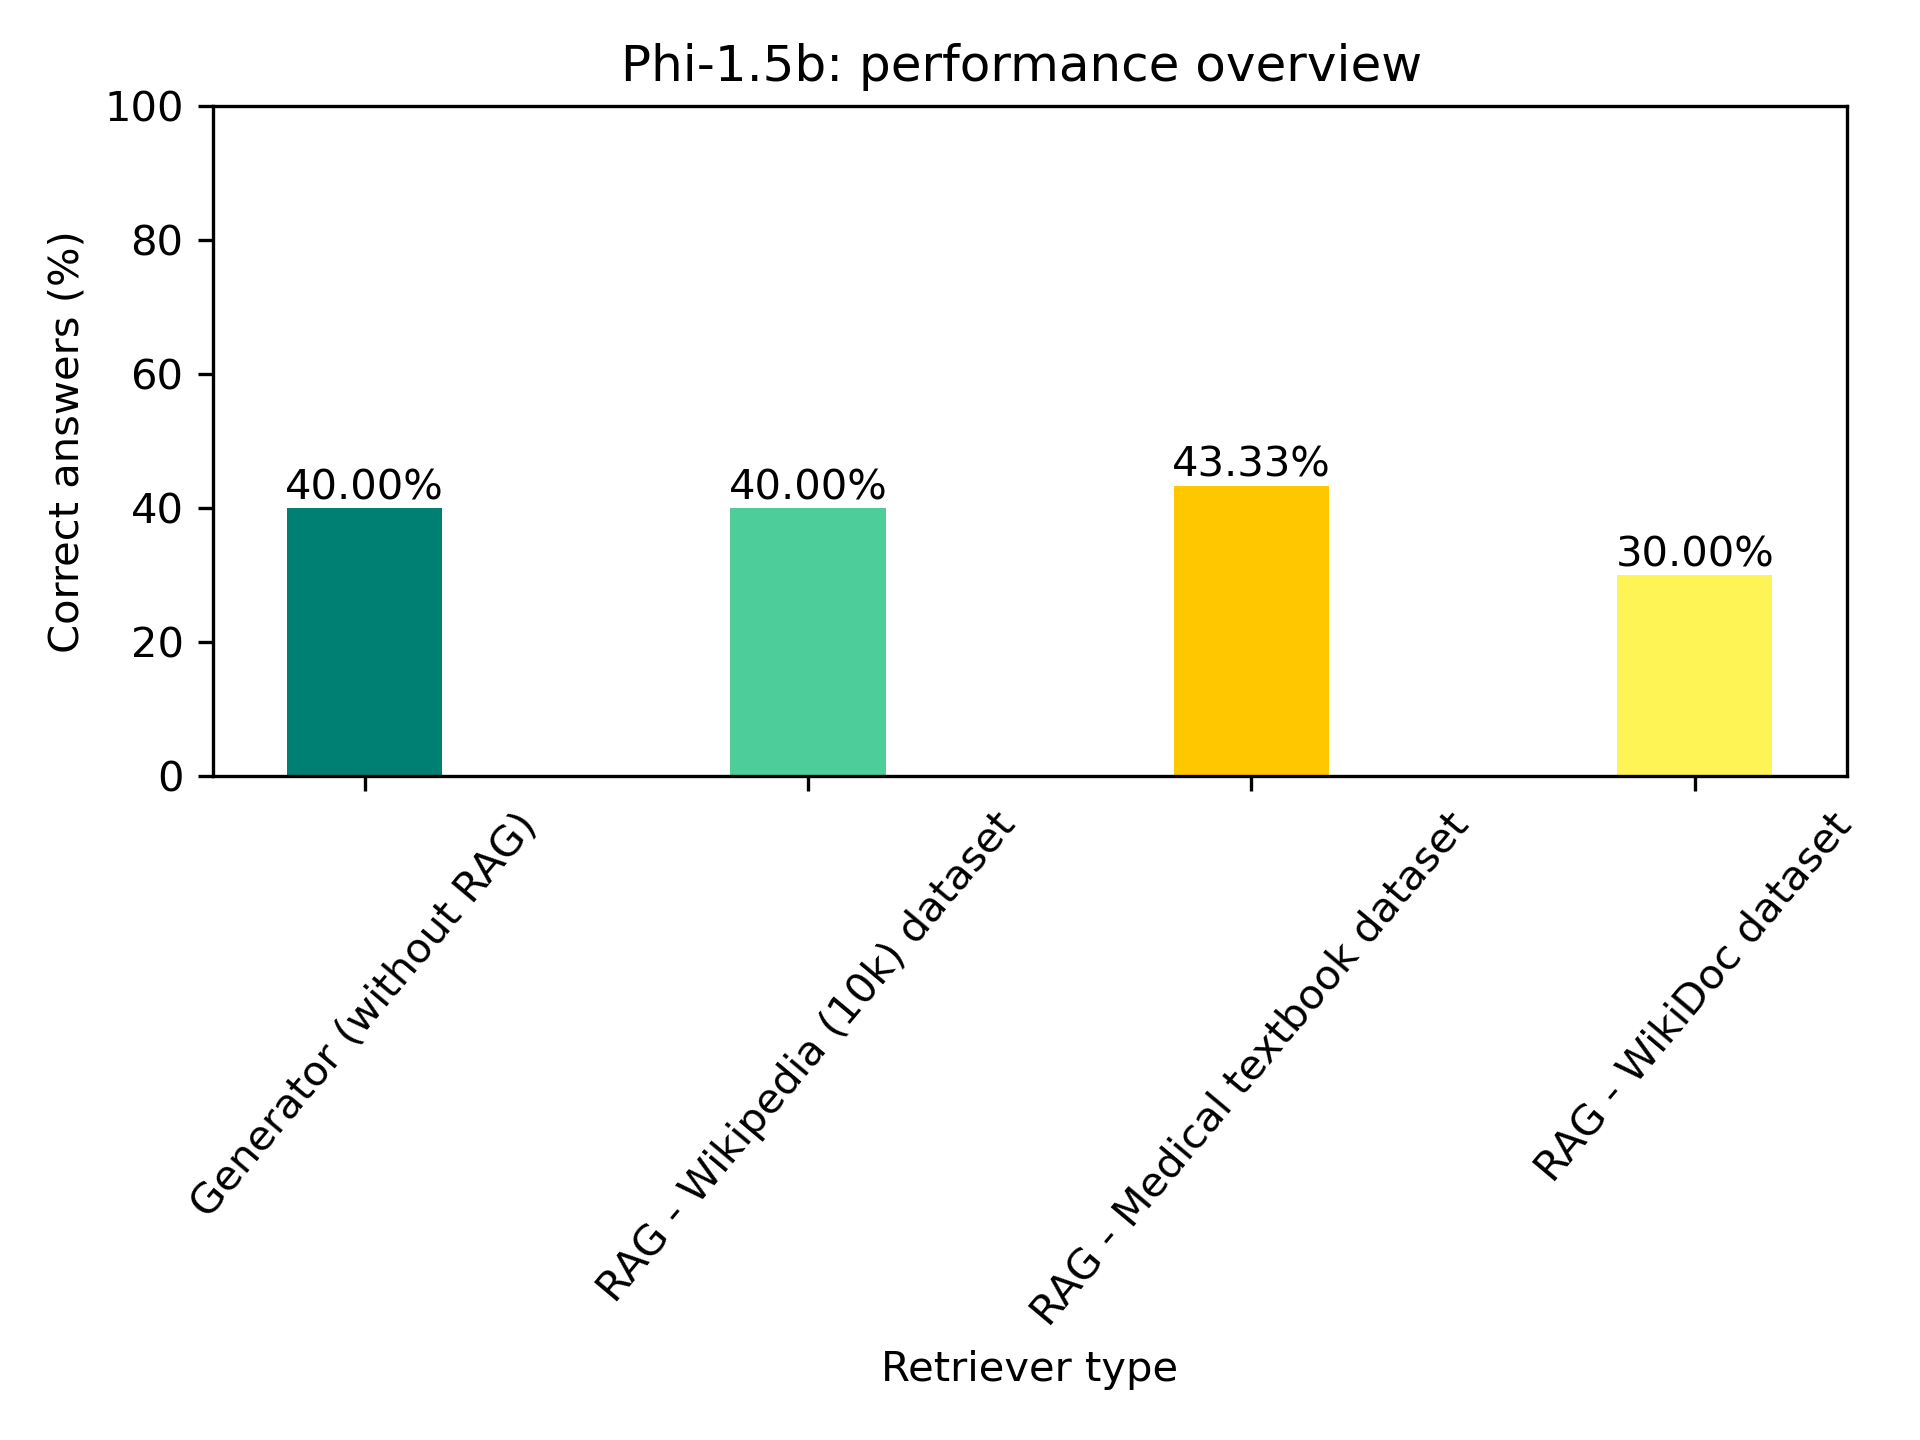 Phi-1.5b: performance overview
Correct answers (%)
100
80
60
40
20
0
40.00%
40.00%
43.33%
30.00%
Generator (without RAG)
RAG - Wikipedia (10k) dataset
RAG - Medical textbook dataset
RAG - WikiDoc dataset
Retriever type